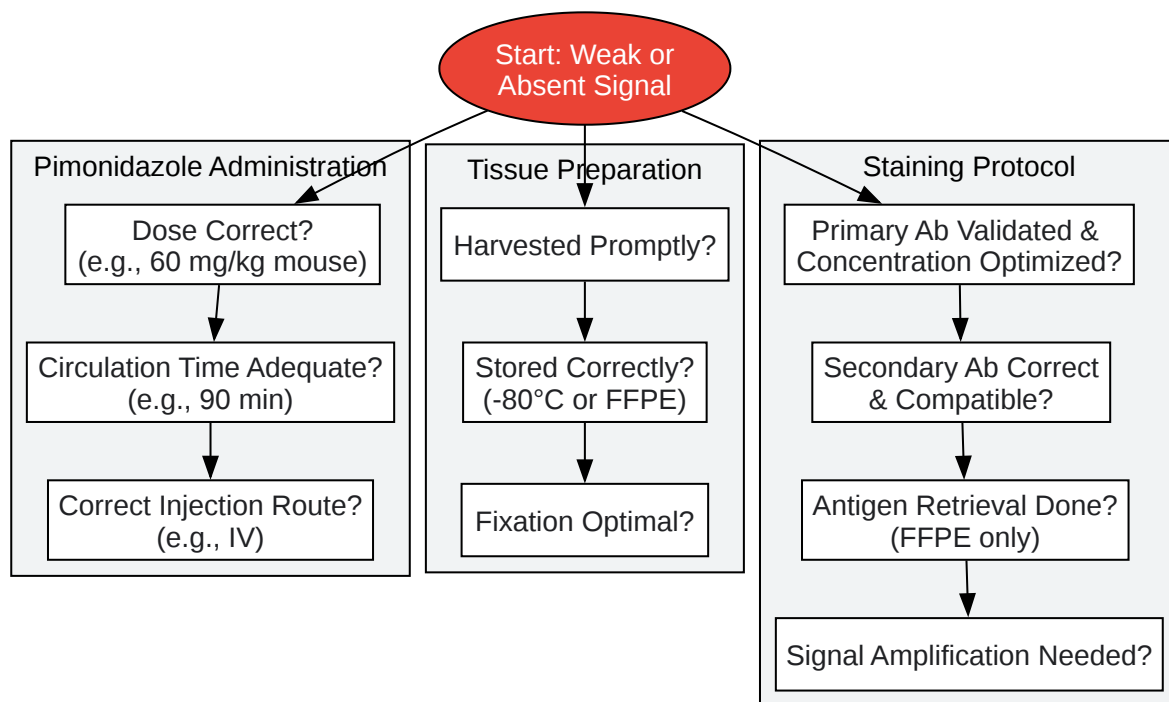 Start: Weak or
Absent Signal
Pimonidazole Administration
Dose Correct?
(e.g., 60 mg/kg mouse)
Circulation Time Adequate?
(e.g., 90 min)
Correct Injection Route?
(e.g., IV)
Tissue Preparation
Harvested Promptly?
Stored Correctly?
(-80°C or FFPE)
Fixation Optimal?
Staining Protocol
Primary Ab Validated &
Concentration Optimized?
Secondary Ab Correct
& Compatible?
Antigen Retrieval Done?
(FFPE only)
Signal Amplification Needed?